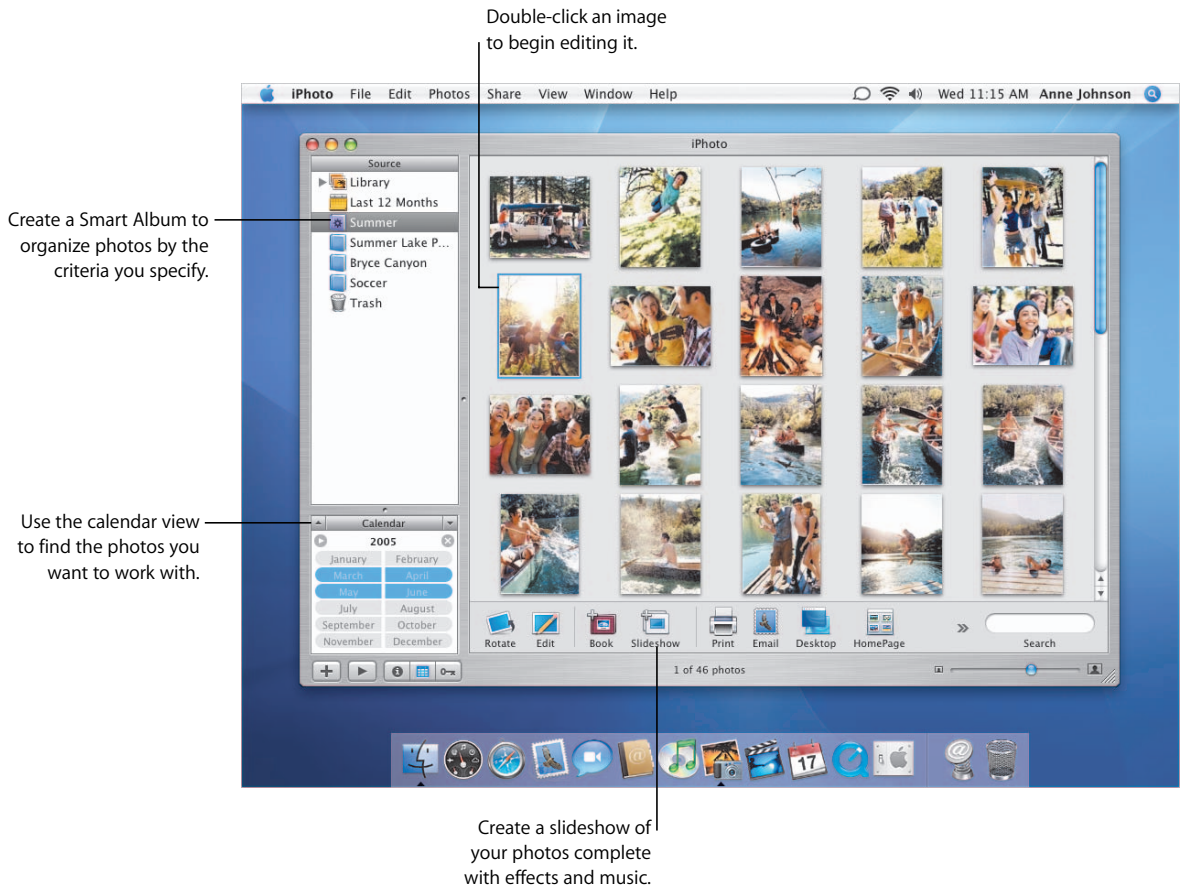 Double-click an image
to begin editing it.
iPhoto File Edit Photos Share View Window Help Wed 11:15 AM Anne Johnson
iPhoto
Source
Library
Last 12 Months
Summer
Summer Lake P...
Bryce Canyon
Soccer
Trash
Create a Smart Album to
organize photos by the
criteria you specify.
Use the calendar view
to find the photos you
want to work with.
Calendar
2005
January February
March April
May June
July August
September October
November December
Rotate Edit Book Slideshow Print Email Desktop HomePage » Search
1 of 46 photos
17
Create a slideshow of
your photos complete
with effects and music.